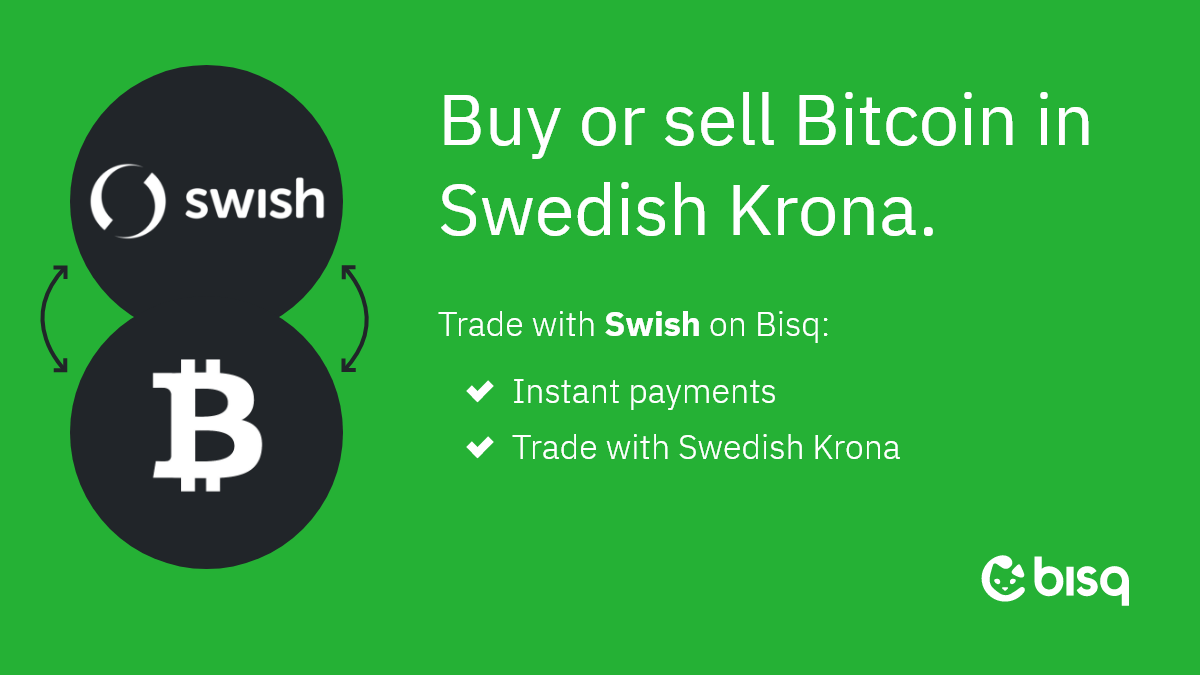 swish
Buy or sell Bitcoin in
Swedish Krona.
Trade with Swish on Bisq:
Instant payments
Trade with Swedish Krona
bisq